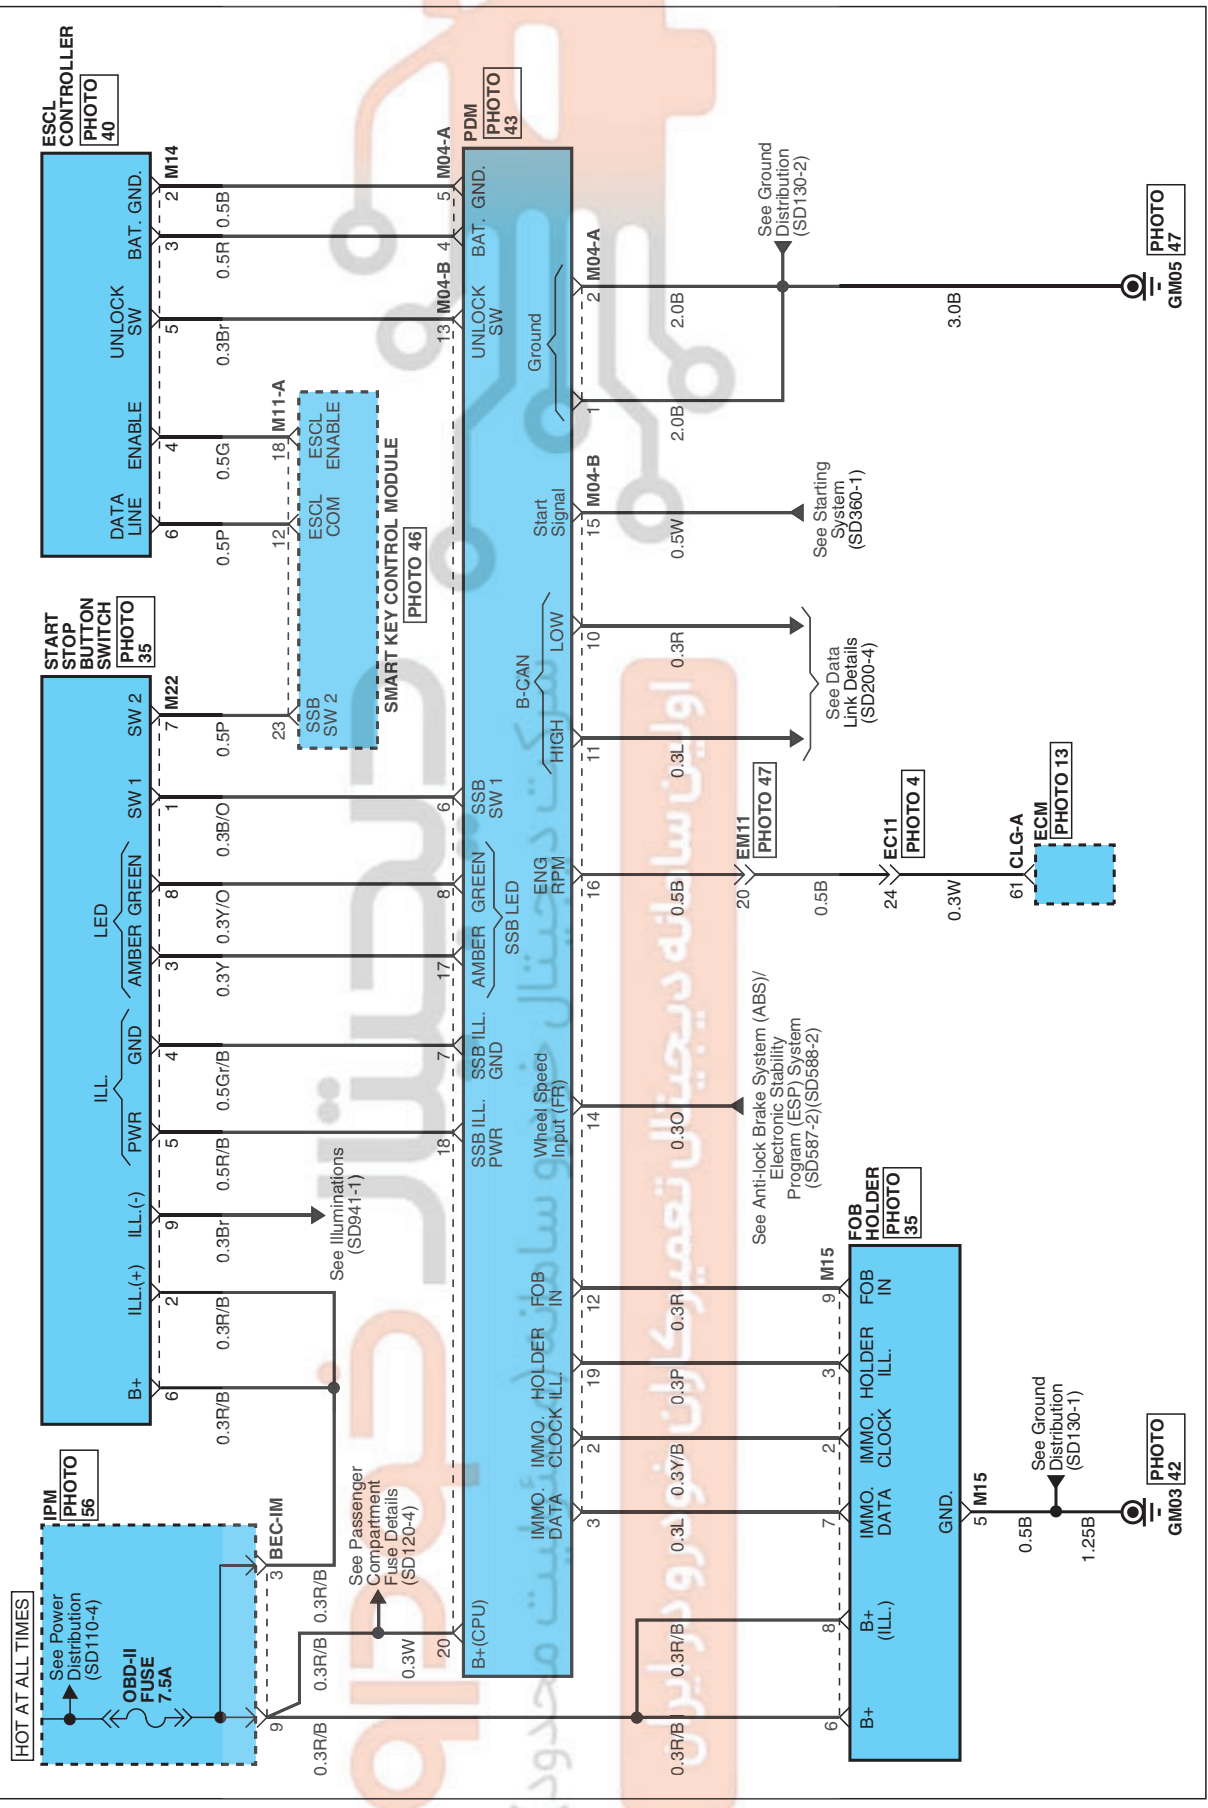 HOT AT ALL TIMES
See Power
Distribution
(SD110-4)
OBD-II
FUSE
7.5A
IPM
PHOTO
56
9
3
BEC-IM
0.3R/B
0.3R/B
0.3R/B
See Passenger
Compartment
Fuse Details
(SD120-4)
0.3W
START
STOP
BUTTON
SWITCH
PHOTO
35
B+
ILL.(+)
ILL.(-)
ILL.
PWR
GND
LED
AMBER
GREEN
SW 1
SW 2
6
2
9
5
4
3
8
1
7
M22
0.3R/B
0.3R/B
0.3Br
0.5R/B
0.5Gr/B
0.3Y
0.3Y/O
0.3B/O
0.5P
See Illuminations
(SD941-1)
ESCL
CONTROLLER
PHOTO
40
DATA
LINE
ENABLE
UNLOCK
SW
BAT.
GND.
6
4
5
3
2
M14
0.5P
0.5G
0.3Br
0.5R
0.5B
23
12
18
M11-A
SSB
SW 2
ESCL
COM
ESCL
ENABLE
SMART KEY CONTROL MODULE
PHOTO 46
20
18
7
17
8
6
13
M04-B
4
5
M04-A
PDM
PHOTO
43
B+(CPU)
SSB ILL.
PWR
SSB ILL.
GND
AMBER
GREEN
SSB LED
SSB
SW 1
UNLOCK
SW
BAT.
GND.
IMMO.
DATA
IMMO.
CLOCK
HOLDER
ILL.
FOB
IN
Wheel Speed
Input (FR)
ENG
RPM
B-CAN
HIGH
LOW
Start
Signal
Ground
3
2
19
12
14
16
11
10
15
M04-B
1
2
M04-A
0.3R/B
0.3R/B
0.3L
0.3Y/B
0.3P
0.3R
0.3O
0.5B
0.3L
0.3R
0.5W
2.0B
2.0B
See Anti-lock Brake System (ABS)/
Electronic Stability
Program (ESP) System
(SD587-2)(SD588-2)
20
EM11
PHOTO 47
0.5B
24
EC11
PHOTO 4
0.3W
61
CLG-A
ECM
PHOTO 13
See Data
Link Details
(SD200-4)
See Starting
System
(SD360-1)
See Ground
Distribution
(SD130-2)
3.0B
GM05
PHOTO
47
6
8
7
2
3
9
M15
FOB
HOLDER
PHOTO
35
B+
B+
(ILL.)
IMMO.
DATA
IMMO.
CLOCK
HOLDER
ILL.
FOB
IN
GND.
5
M15
0.5B
See Ground
Distribution
(SD130-1)
1.25B
GM03
PHOTO
42
اولین سامانه دیجیتال تعمیرکاران خودرو در ایران